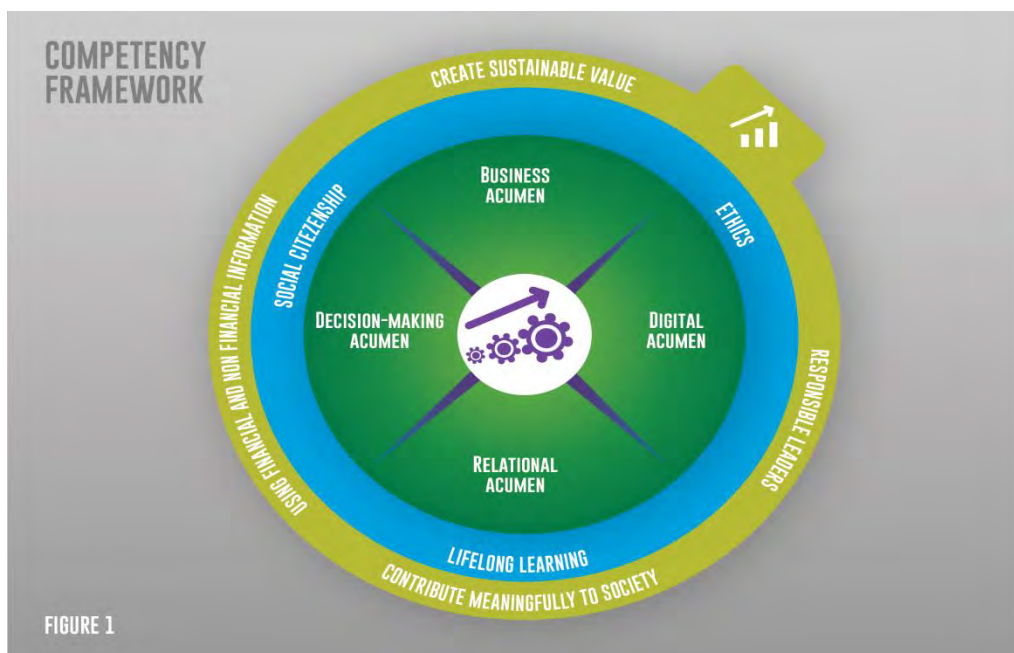 COMPETENCY
FRAMEWORK
CREATE SUSTAINABLE VALUE
SOCIAL CITEZENSHIP
BUSINESS
ACUMEN
ETHICS
USING FINANCIAL AND NON FINANCIAL INFORMATION
DECISION-MAKING
ACUMEN
DIGITAL
ACUMEN
RESPONSIBLE LEADERS
RELATIONAL
ACUMEN
LIFELONG LEARNING
CONTRIBUTE MEANINGFULLY TO SOCIETY
FIGURE 1